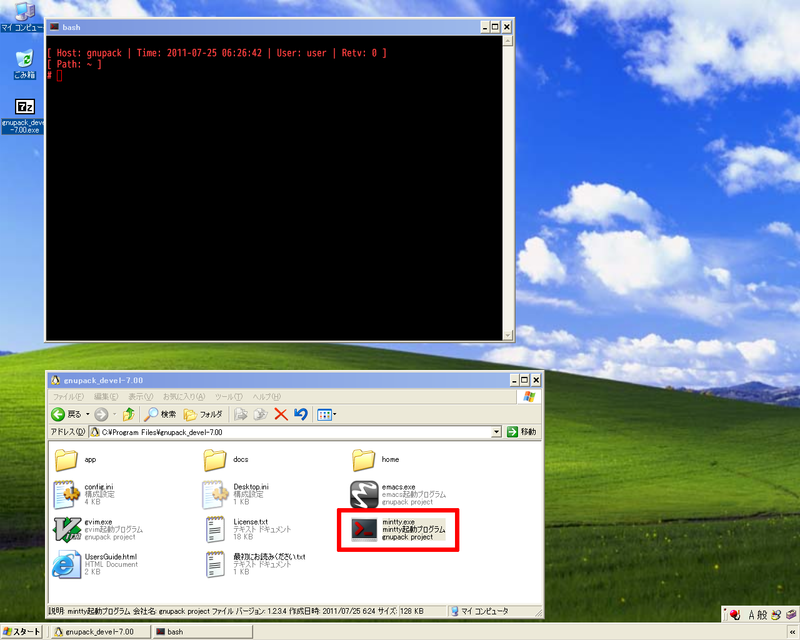 マイ コンピュー
ごみ箱
gnupack_deve
-7.00.exe
bash
[ Host: gnupack | Time: 2011-07-25 06:26:42 | User: user | Retv: 0 ]
[ Path: ~ ]
#
gnupack_devel-7.00
ファイル(F) 編集(E) 表示(V) お気に入り(A) ツール(T) ヘルプ(H)
戻る 検索 フォルダ
アドレス(D) C:¥Program Files¥gnupack_devel-7.00 移動
app
docs
home
config.ini
構成設定
4 KB
Desktop.ini
構成設定
1 KB
emacs.exe
emacs起動プログラム
gnupack project
gvim.exe
gvim起動プログラム
gnupack project
License.txt
テキスト ドキュメント
18 KB
mintty.exe
mintty起動プログラム
gnupack project
UsersGuide.html
HTML Document
2 KB
最初にお読みください.txt
テキスト ドキュメント
1 KB
説明: mintty起動プログラム 会社名: gnupack project ファイル バージョン: 1.2.3.4 作成日時: 2011/07/25 6:24 サイズ: 128 KB マイ コンピュータ
スタート gnupack_devel-7.00 bash
A 般